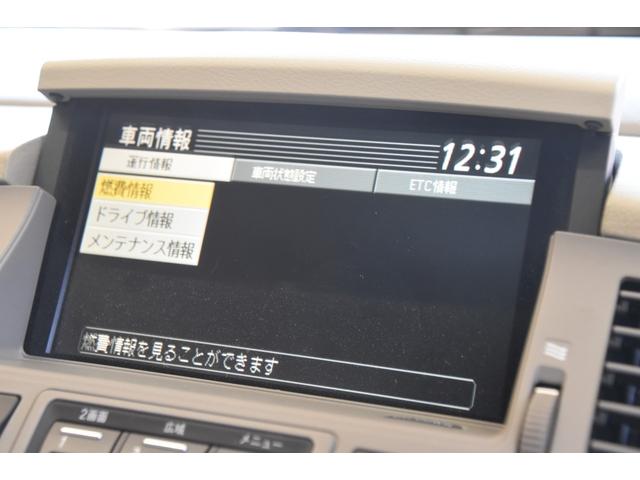 車両情報
12:31
運行情報
車両状態設定
ETC情報
燃費情報
ドライブ情報
メンテナンス情報
燃費情報を見ることができます
2画面
広域
メニュー